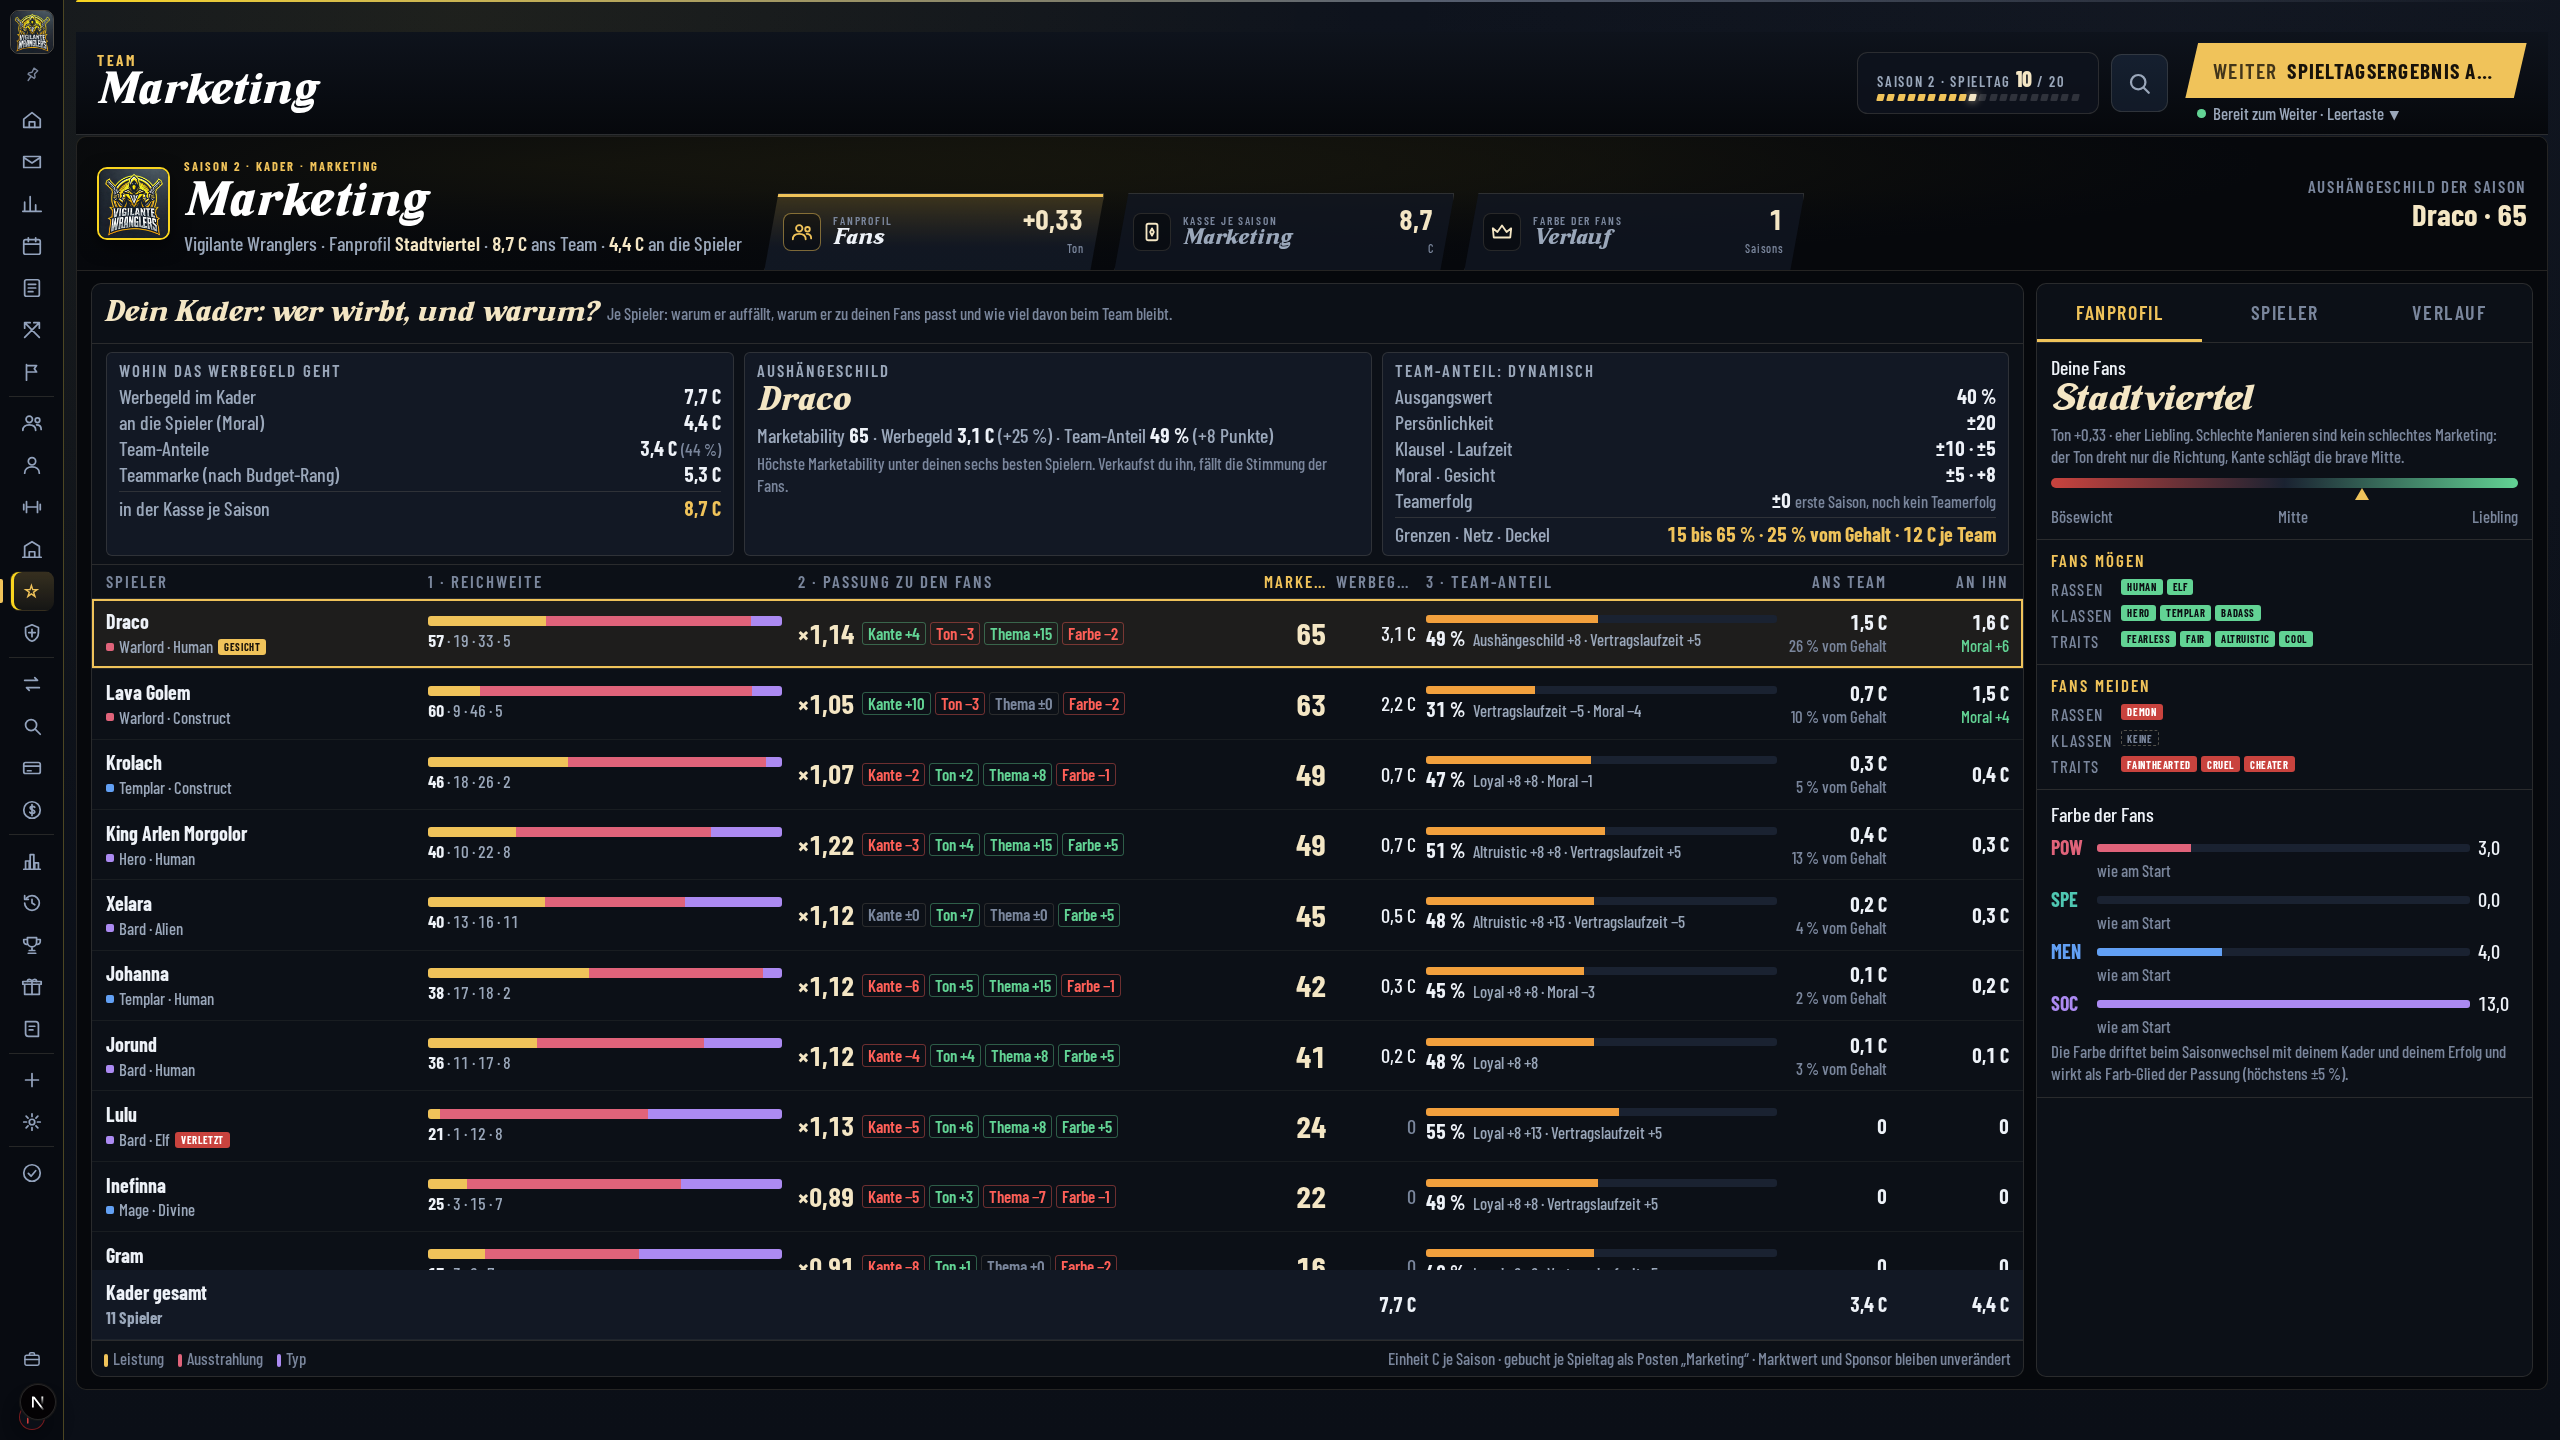 VIGILANTE WRANGLERS
TEAM
Marketing
SAISON 2 · SPIELTAG 10 / 20
WEITER SPIELTAGSERGEBNIS A...
Bereit zum Weiter · Leertaste ▼
VIGILANTE WRANGLERS
SAISON 2 · KADER · MARKETING
Marketing
Vigilante Wranglers · Fanprofil Stadtviertel · 8,7 C ans Team · 4,4 C an die Spieler
FANPROFIL
Fans
+0,33
Ton
KASSE JE SAISON
Marketing
8,7
C
FARBE DER FANS
Verlauf
1
Saisons
AUSHÄNGESCHILD DER SAISON
Draco · 65
Dein Kader: wer wirbt, und warum? Je Spieler: warum er auffällt, warum er zu deinen Fans passt und wie viel davon beim Team bleibt.
WOHIN DAS WERBEGELD GEHT
Werbegeld im Kader 7,7 C
an die Spieler (Moral) 4,4 C
Team-Anteile 3,4 C (44 %)
Teammarke (nach Budget-Rang) 5,3 C
in der Kasse je Saison 8,7 C
AUSHÄNGESCHILD
Draco
Marketability 65 · Werbegeld 3,1 C (+25 %) · Team-Anteil 49 % (+8 Punkte)
Höchste Marketability unter deinen sechs besten Spielern. Verkaufst du ihn, fällt die Stimmung der
Fans.
TEAM-ANTEIL: DYNAMISCH
Ausgangswert 40 %
Persönlichkeit ±20
Klausel · Laufzeit ±10 · ±5
Moral · Gesicht ±5 · +8
Teamerfolg ±0 erste Saison, noch kein Teamerfolg
Grenzen · Netz · Deckel 15 bis 65 % · 25 % vom Gehalt · 12 C je Team
SPIELER 1 · REICHWEITE 2 · PASSUNG ZU DEN FANS MARKE... WERBEG... 3 · TEAM-ANTEIL ANS TEAM AN IHN
Draco
Warlord · Human GESICHT
57 · 19 · 33 · 5
×1,14 Kante +4 Ton −3 Thema +15 Farbe −2
65
3,1 C
49 % Aushängeschild +8 · Vertragslaufzeit +5
1,5 C
26 % vom Gehalt
1,6 C
Moral +6
Lava Golem
Warlord · Construct
60 · 9 · 46 · 5
×1,05 Kante +10 Ton −3 Thema ±0 Farbe −2
63
2,2 C
31 % Vertragslaufzeit −5 · Moral −4
0,7 C
10 % vom Gehalt
1,5 C
Moral +4
Krolach
Templar · Construct
46 · 18 · 26 · 2
×1,07 Kante −2 Ton +2 Thema +8 Farbe −1
49
0,7 C
47 % Loyal +8 +8 · Moral −1
0,3 C
5 % vom Gehalt
0,4 C
King Arlen Morgolor
Hero · Human
40 · 10 · 22 · 8
×1,22 Kante −3 Ton +4 Thema +15 Farbe +5
49
0,7 C
51 % Altruistic +8 +8 · Vertragslaufzeit +5
0,4 C
13 % vom Gehalt
0,3 C
Xelara
Bard · Alien
40 · 13 · 16 · 11
×1,12 Kante ±0 Ton +7 Thema ±0 Farbe +5
45
0,5 C
48 % Altruistic +8 +13 · Vertragslaufzeit −5
0,2 C
4 % vom Gehalt
0,3 C
Johanna
Templar · Human
38 · 17 · 18 · 2
×1,12 Kante −6 Ton +5 Thema +15 Farbe −1
42
0,3 C
45 % Loyal +8 +8 · Moral −3
0,1 C
2 % vom Gehalt
0,2 C
Jorund
Bard · Human
36 · 11 · 17 · 8
×1,12 Kante −4 Ton +4 Thema +8 Farbe +5
41
0,2 C
48 % Loyal +8 +8
0,1 C
3 % vom Gehalt
0,1 C
Lulu
Bard · Elf VERLETZT
21 · 1 · 12 · 8
×1,13 Kante −5 Ton +6 Thema +8 Farbe +5
24
0
55 % Loyal +8 +13 · Vertragslaufzeit +5
0
0
Inefinna
Mage · Divine
25 · 3 · 15 · 7
×0,89 Kante −5 Ton +3 Thema −7 Farbe −1
22
0
49 % Loyal +8 +8 · Vertragslaufzeit +5
0
0
Gram
×0,91 Kante −8 Ton +1 Thema ±0 Farbe −2
16
0
0
0
Kader gesamt
11 Spieler
7,7 C
3,4 C
4,4 C
Leistung Ausstrahlung Typ
Einheit C je Saison · gebucht je Spieltag als Posten „Marketing“ · Marktwert und Sponsor bleiben unverändert
FANPROFIL SPIELER VERLAUF
Deine Fans
Stadtviertel
Ton +0,33 · eher Liebling. Schlechte Manieren sind kein schlechtes Marketing:
der Ton dreht nur die Richtung, Kante schlägt die brave Mitte.
Bösewicht Mitte Liebling
FANS MÖGEN
RASSEN HUMAN ELF
KLASSEN HERO TEMPLAR BADASS
TRAITS FEARLESS FAIR ALTRUISTIC COOL
FANS MEIDEN
RASSEN DEMON
KLASSEN KEINE
TRAITS FAINTHEARTED CRUEL CHEATER
Farbe der Fans
POW 3,0
wie am Start
SPE 0,0
wie am Start
MEN 4,0
wie am Start
SOC 13,0
wie am Start
Die Farbe driftet beim Saisonwechsel mit deinem Kader und deinem Erfolg und
wirkt als Farb-Glied der Passung (höchstens ±5 %).
N